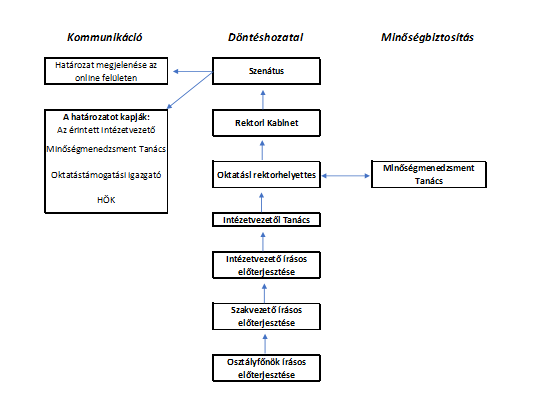 Kommunikáció
Döntéshozatal
Minőségbiztosítás
Határozat megjelenése az
online felületen
Szenátus
A határozatot kapják:
Az érintett intézetvezető
Minőségmenedzsment Tanács
Oktatástámogatási igazgató
HÖK
Rektori Kabinet
Oktatási rektorhelyettes
Minőségmenedzsment
Tanács
Intézetvezetői Tanács
Intézetvezető írásos
előterjesztése
Szakvezető írásos
előterjesztése
Osztályfőnök írásos
előterjesztése